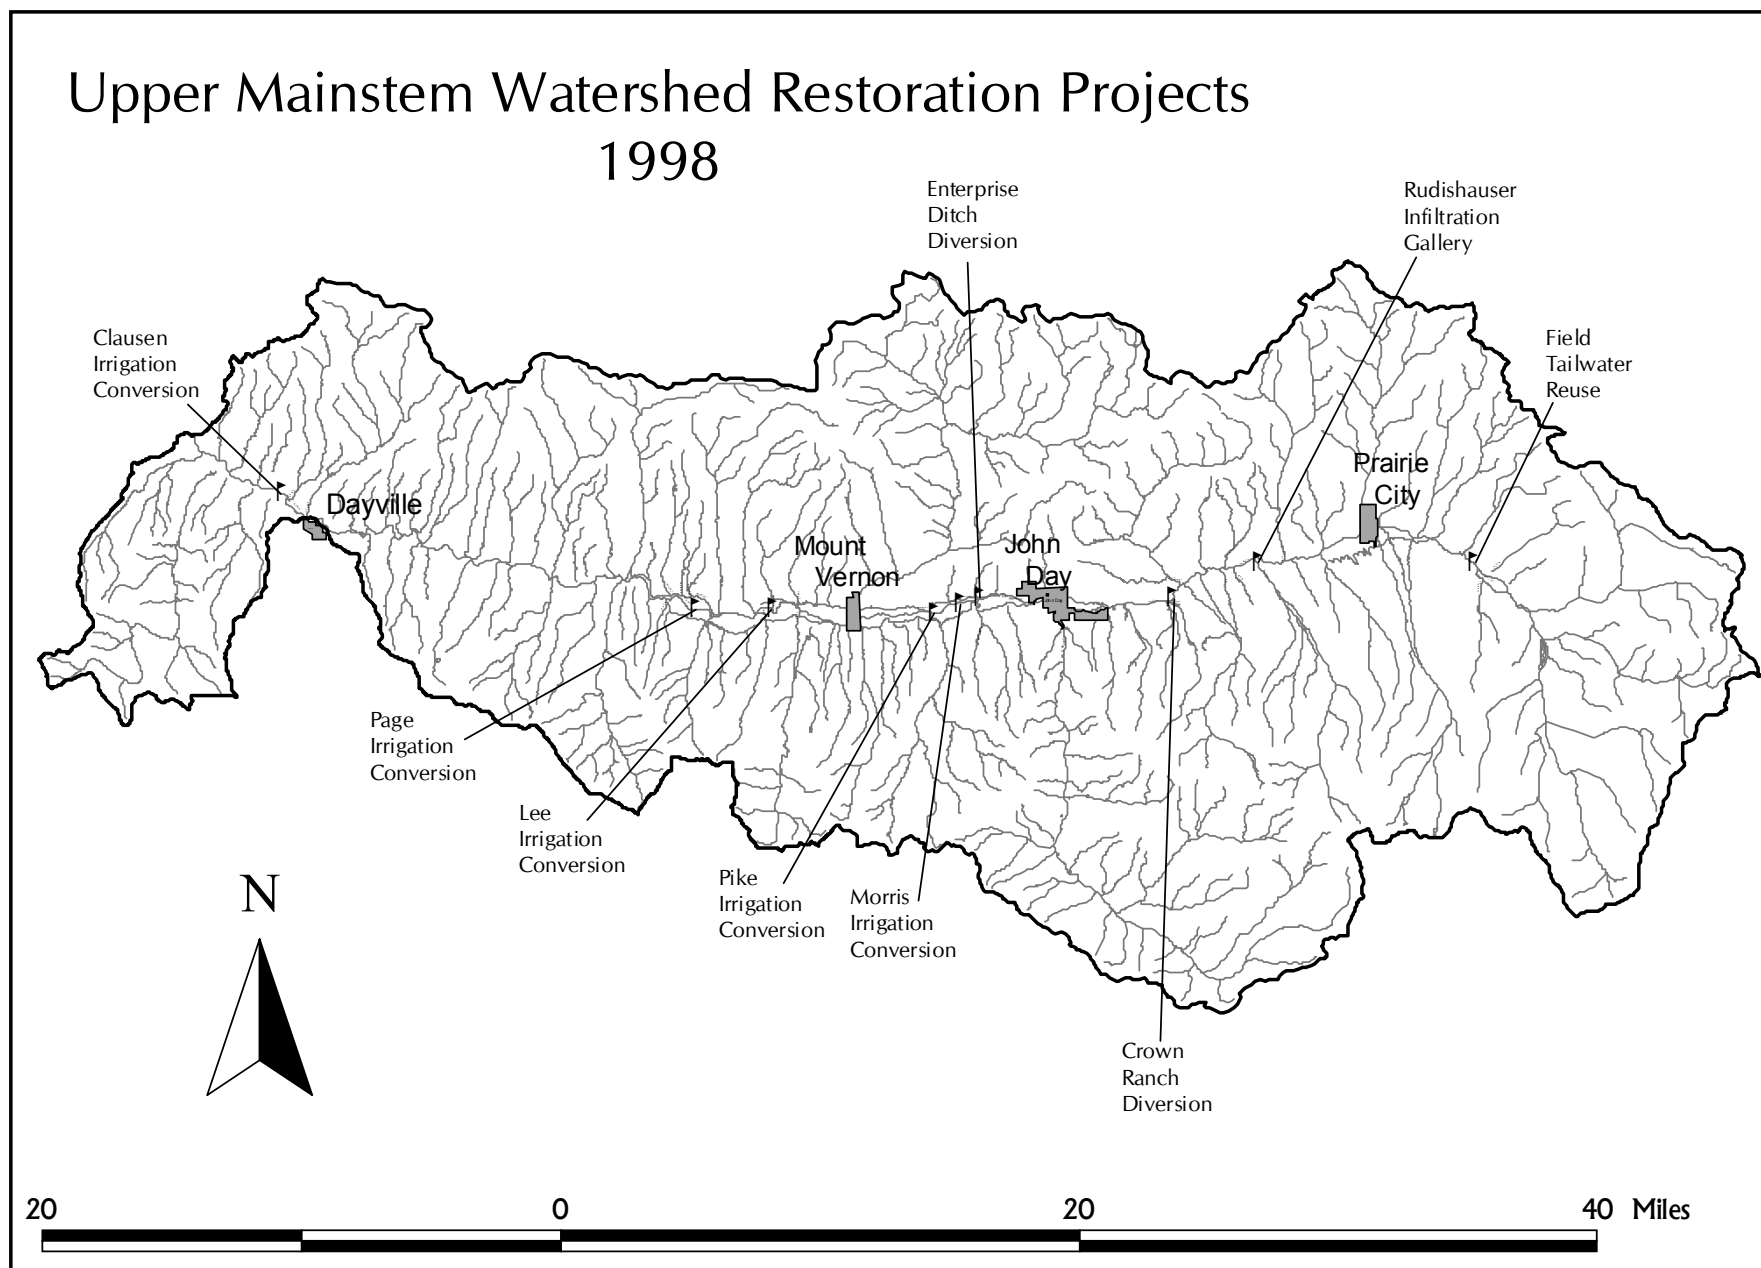 Upper Mainstem Watershed Restoration Projects
1998
Enterprise
Ditch
Diversion
Rudishauser
Infiltration
Gallery
Clausen
Irrigation
Conversion
Field
Tailwater
Reuse
Prairie
City
Dayville
Mount
Vernon
John
Day
Page
Irrigation
Conversion
Lee
Irrigation
Conversion
Pike
Irrigation
Conversion
Morris
Irrigation
Conversion
Crown
Ranch
Diversion
N
20 0 20 40 Miles